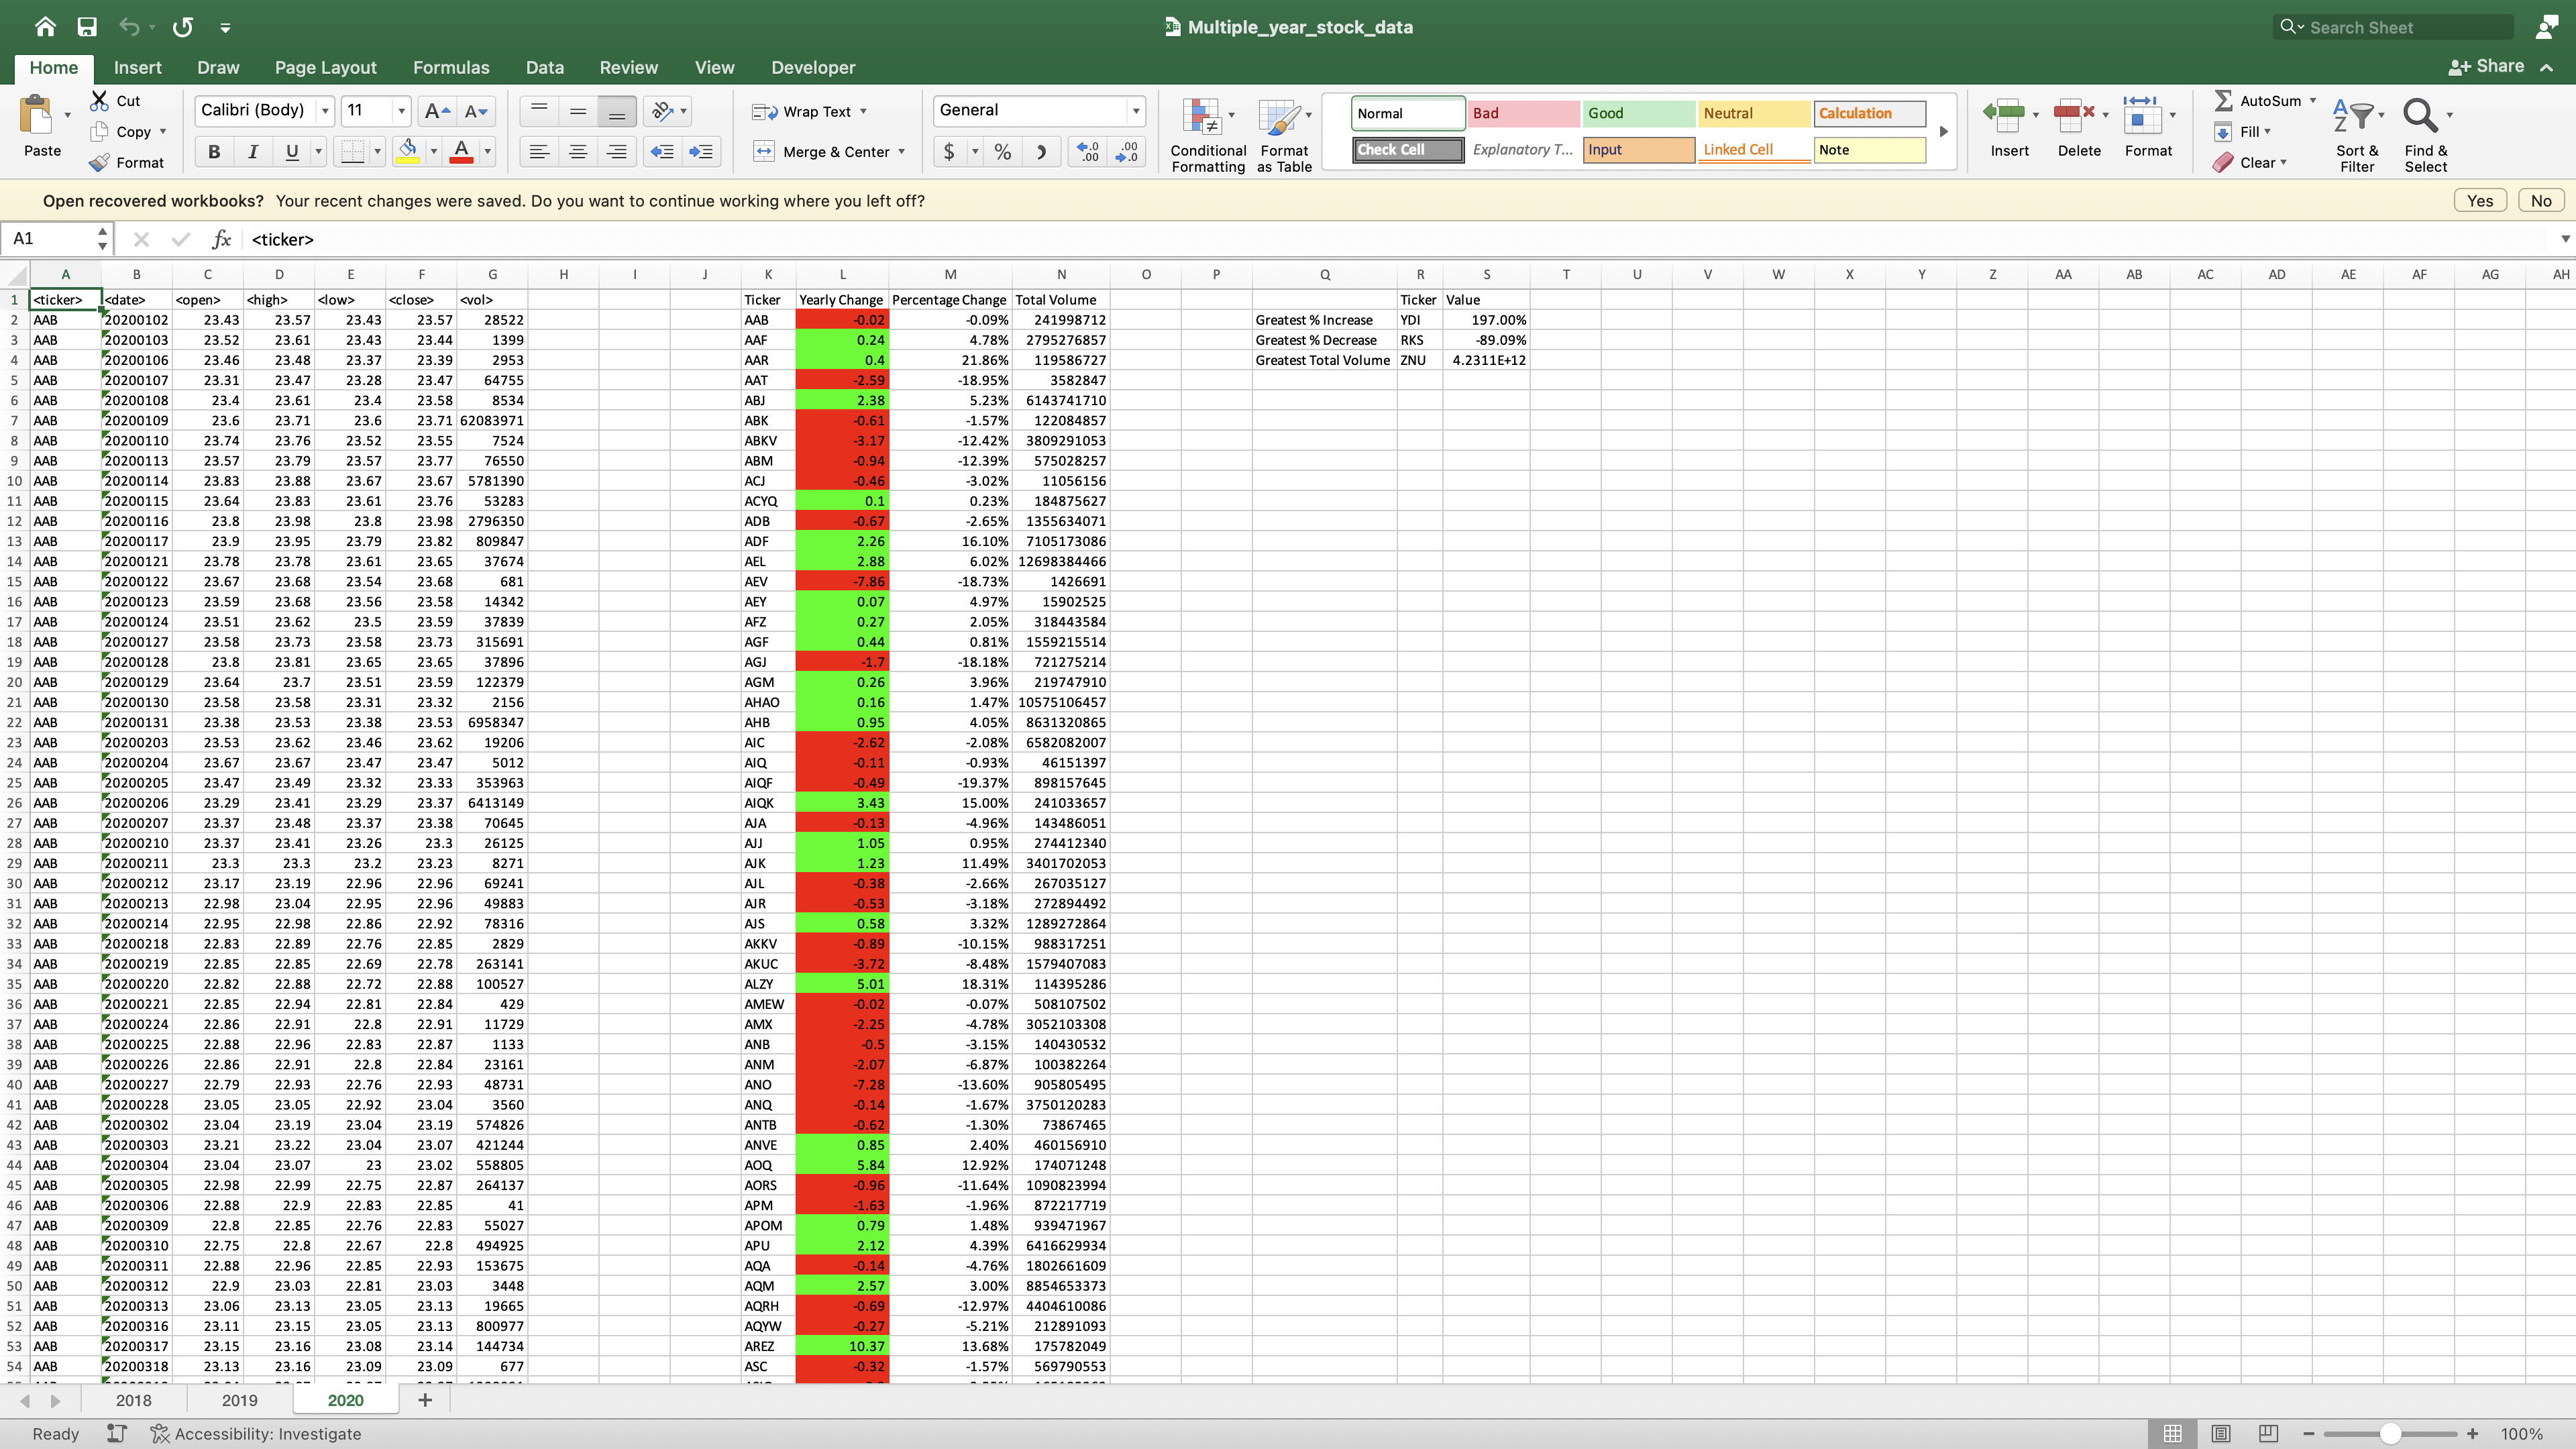 Multiple_year_stock_data
Search Sheet
Home Insert Draw Page Layout Formulas Data Review View Developer Share
Paste Cut Copy Format
Calibri (Body) 11
Wrap Text Merge & Center
General
Conditional Formatting Format as Table
Normal Bad Good Neutral Calculation
Check Cell Explanatory T... Input Linked Cell Note
Insert Delete Format
AutoSum Fill Clear
Sort & Filter Find & Select
Open recovered workbooks? Your recent changes were saved. Do you want to continue working where you left off? Yes No
A1 fx <ticker>
A B C D E F G H I J K L M N O P Q R S T U V W X Y Z AA AB AC AD AE AF AG AH
1 <ticker> <date> <open> <high> <low> <close> <vol> Ticker Yearly Change Percentage Change Total Volume Ticker Value
2 AAB 20200102 23.43 23.57 23.43 23.57 28522 AAB -0.02 -0.09% 241998712 Greatest % Increase YDI 197.00%
3 AAB 20200103 23.52 23.61 23.43 23.44 1399 AAF 0.24 4.78% 2795276857 Greatest % Decrease RKS -89.09%
4 AAB 20200106 23.46 23.48 23.37 23.39 2953 AAR 0.4 21.86% 119586727 Greatest Total Volume ZNU 4.2311E+12
5 AAB 20200107 23.31 23.47 23.28 23.47 64755 AAT -2.59 -18.95% 3582847
6 AAB 20200108 23.4 23.61 23.4 23.58 8534 ABJ 2.38 5.23% 6143741710
7 AAB 20200109 23.6 23.71 23.6 23.71 62083971 ABK -0.61 -1.57% 122084857
8 AAB 20200110 23.74 23.76 23.52 23.55 7524 ABKV -3.17 -12.42% 3809291053
9 AAB 20200113 23.57 23.79 23.57 23.77 76550 ABM -0.94 -12.39% 575028257
10 AAB 20200114 23.83 23.88 23.67 23.67 5781390 ACJ -0.46 -3.02% 11056156
11 AAB 20200115 23.64 23.83 23.61 23.76 53283 ACYQ 0.1 0.23% 184875627
12 AAB 20200116 23.8 23.98 23.8 23.98 2796350 ADB -0.67 -2.65% 1355634071
13 AAB 20200117 23.9 23.95 23.79 23.82 809847 ADF 2.26 16.10% 7105173086
14 AAB 20200121 23.78 23.78 23.61 23.65 37674 AEL 2.88 6.02% 12698384466
15 AAB 20200122 23.67 23.68 23.54 23.68 681 AEV -7.86 -18.73% 1426691
16 AAB 20200123 23.59 23.68 23.56 23.58 14342 AEY 0.07 4.97% 15902525
17 AAB 20200124 23.51 23.62 23.5 23.59 37839 AFZ 0.27 2.05% 318443584
18 AAB 20200127 23.58 23.73 23.58 23.73 315691 AGF 0.44 0.81% 1559215514
19 AAB 20200128 23.8 23.81 23.65 23.65 37896 AGJ -1.7 -18.18% 721275214
20 AAB 20200129 23.64 23.7 23.51 23.59 122379 AGM 0.26 3.96% 219747910
21 AAB 20200130 23.58 23.58 23.31 23.32 2156 AHAO 0.16 1.47% 10575106457
22 AAB 20200131 23.38 23.53 23.38 23.53 6958347 AHB 0.95 4.05% 8631320865
23 AAB 20200203 23.53 23.62 23.46 23.62 19206 AIC -2.62 -2.08% 6582082007
24 AAB 20200204 23.67 23.67 23.47 23.47 5012 AIQ -0.11 -0.93% 46151397
25 AAB 20200205 23.47 23.49 23.32 23.33 353963 AIQF -0.49 -19.37% 898157645
26 AAB 20200206 23.29 23.41 23.29 23.37 6413149 AIQK 3.43 15.00% 241033657
27 AAB 20200207 23.37 23.48 23.37 23.38 70645 AJA -0.13 -4.96% 143486051
28 AAB 20200210 23.37 23.41 23.26 23.3 26125 AJJ 1.05 0.95% 274412340
29 AAB 20200211 23.3 23.3 23.2 23.23 8271 AJK 1.23 11.49% 3401702053
30 AAB 20200212 23.17 23.19 22.96 22.96 69241 AJL -0.38 -2.66% 267035127
31 AAB 20200213 22.98 23.04 22.95 22.96 49883 AJR -0.53 -3.18% 272894492
32 AAB 20200214 22.95 22.98 22.86 22.92 78316 AJS 0.58 3.32% 1289272864
33 AAB 20200218 22.83 22.89 22.76 22.85 2829 AKKV -0.89 -10.15% 988317251
34 AAB 20200219 22.85 22.85 22.69 22.78 263141 AKUC -3.72 -8.48% 1579407083
35 AAB 20200220 22.82 22.88 22.72 22.88 100527 ALZY 5.01 18.31% 114395286
36 AAB 20200221 22.85 22.94 22.81 22.84 429 AMEW -0.02 -0.07% 508107502
37 AAB 20200224 22.86 22.91 22.8 22.91 11729 AMX -2.25 -4.78% 3052103308
38 AAB 20200225 22.88 22.96 22.83 22.87 1133 ANB -0.5 -3.15% 140430532
39 AAB 20200226 22.86 22.91 22.8 22.84 23161 ANM -2.07 -6.87% 100382264
40 AAB 20200227 22.79 22.93 22.76 22.93 48731 ANO -7.28 -13.60% 905805495
41 AAB 20200228 23.05 23.05 22.92 23.04 3560 ANQ -0.14 -1.67% 3750120283
42 AAB 20200302 23.04 23.19 23.04 23.19 574826 ANTB -0.62 -1.30% 73867465
43 AAB 20200303 23.21 23.22 23.04 23.07 421244 ANVE 0.85 2.40% 460156910
44 AAB 20200304 23.04 23.07 23 23.02 558805 AOQ 5.84 12.92% 174071248
45 AAB 20200305 22.98 22.99 22.75 22.87 264137 AORS -0.96 -11.64% 1090823994
46 AAB 20200306 22.88 22.9 22.83 22.85 41 APM -1.63 -1.96% 872217719
47 AAB 20200309 22.8 22.85 22.76 22.83 55027 APOM 0.79 1.48% 939471967
48 AAB 20200310 22.75 22.8 22.67 22.8 494925 APU 2.12 4.39% 6416629934
49 AAB 20200311 22.88 22.96 22.85 22.93 153675 AQA -0.14 -4.76% 1802661609
50 AAB 20200312 22.9 23.03 22.81 23.03 3448 AQM 2.57 3.00% 8854653373
51 AAB 20200313 23.06 23.13 23.05 23.13 19665 AQRH -0.69 -12.97% 4404610086
52 AAB 20200316 23.11 23.15 23.05 23.13 800977 AQYW -0.27 -5.21% 212891093
53 AAB 20200317 23.15 23.16 23.08 23.14 144734 AREZ 10.37 13.68% 175782049
54 AAB 20200318 23.13 23.16 23.09 23.09 677 ASC -0.32 -1.57% 569790553
2018 2019 2020 +
Ready Accessibility: Investigate 100%